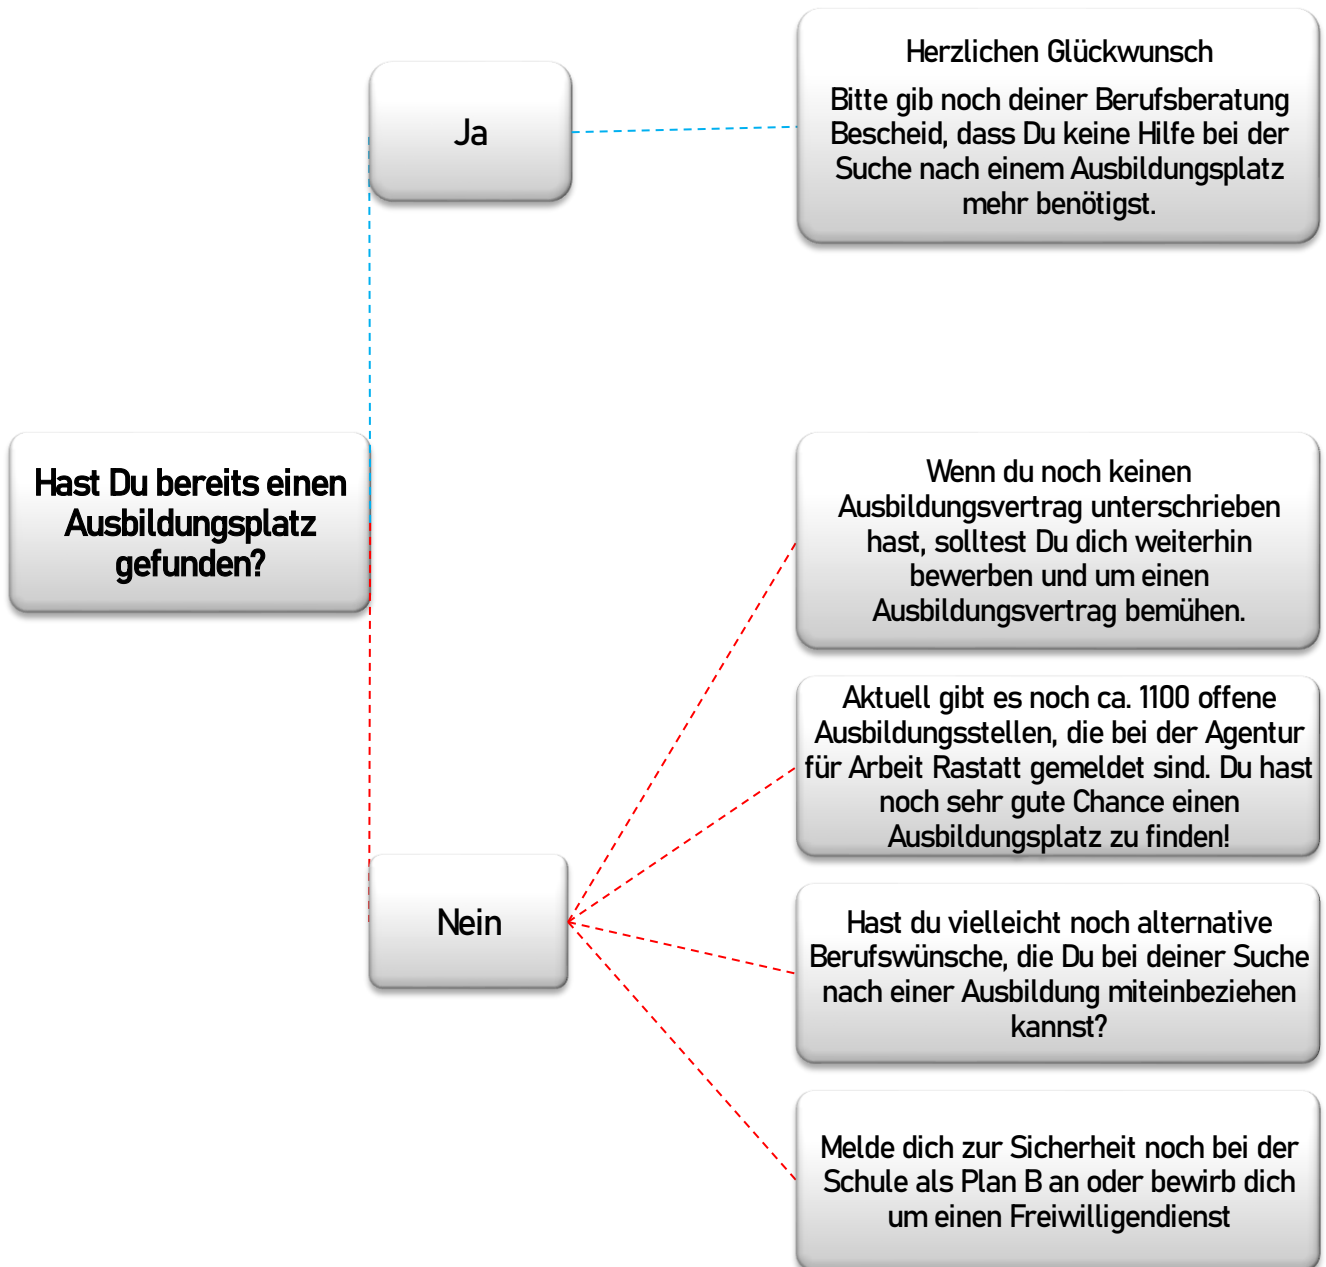 Hast Du bereits einen
Ausbildungsplatz
gefunden?
Ja
Herzlichen Glückwunsch
Bitte gib noch deiner Berufsberatung
Bescheid, dass Du keine Hilfe bei der
Suche nach einem Ausbildungsplatz
mehr benötigst.
Nein
Wenn du noch keinen
Ausbildungsvertrag unterschrieben
hast, solltest Du dich weiterhin
bewerben und um einen
Ausbildungsvertrag bemühen.
Aktuell gibt es noch ca. 1100 offene
Ausbildungsstellen, die bei der Agentur
für Arbeit Rastatt gemeldet sind. Du hast
noch sehr gute Chance einen
Ausbildungsplatz zu finden!
Hast du vielleicht noch alternative
Berufswünsche, die Du bei deiner Suche
nach einer Ausbildung miteinbeziehen
kannst?
Melde dich zur Sicherheit noch bei der
Schule als Plan B an oder bewirb dich
um einen Freiwilligendienst